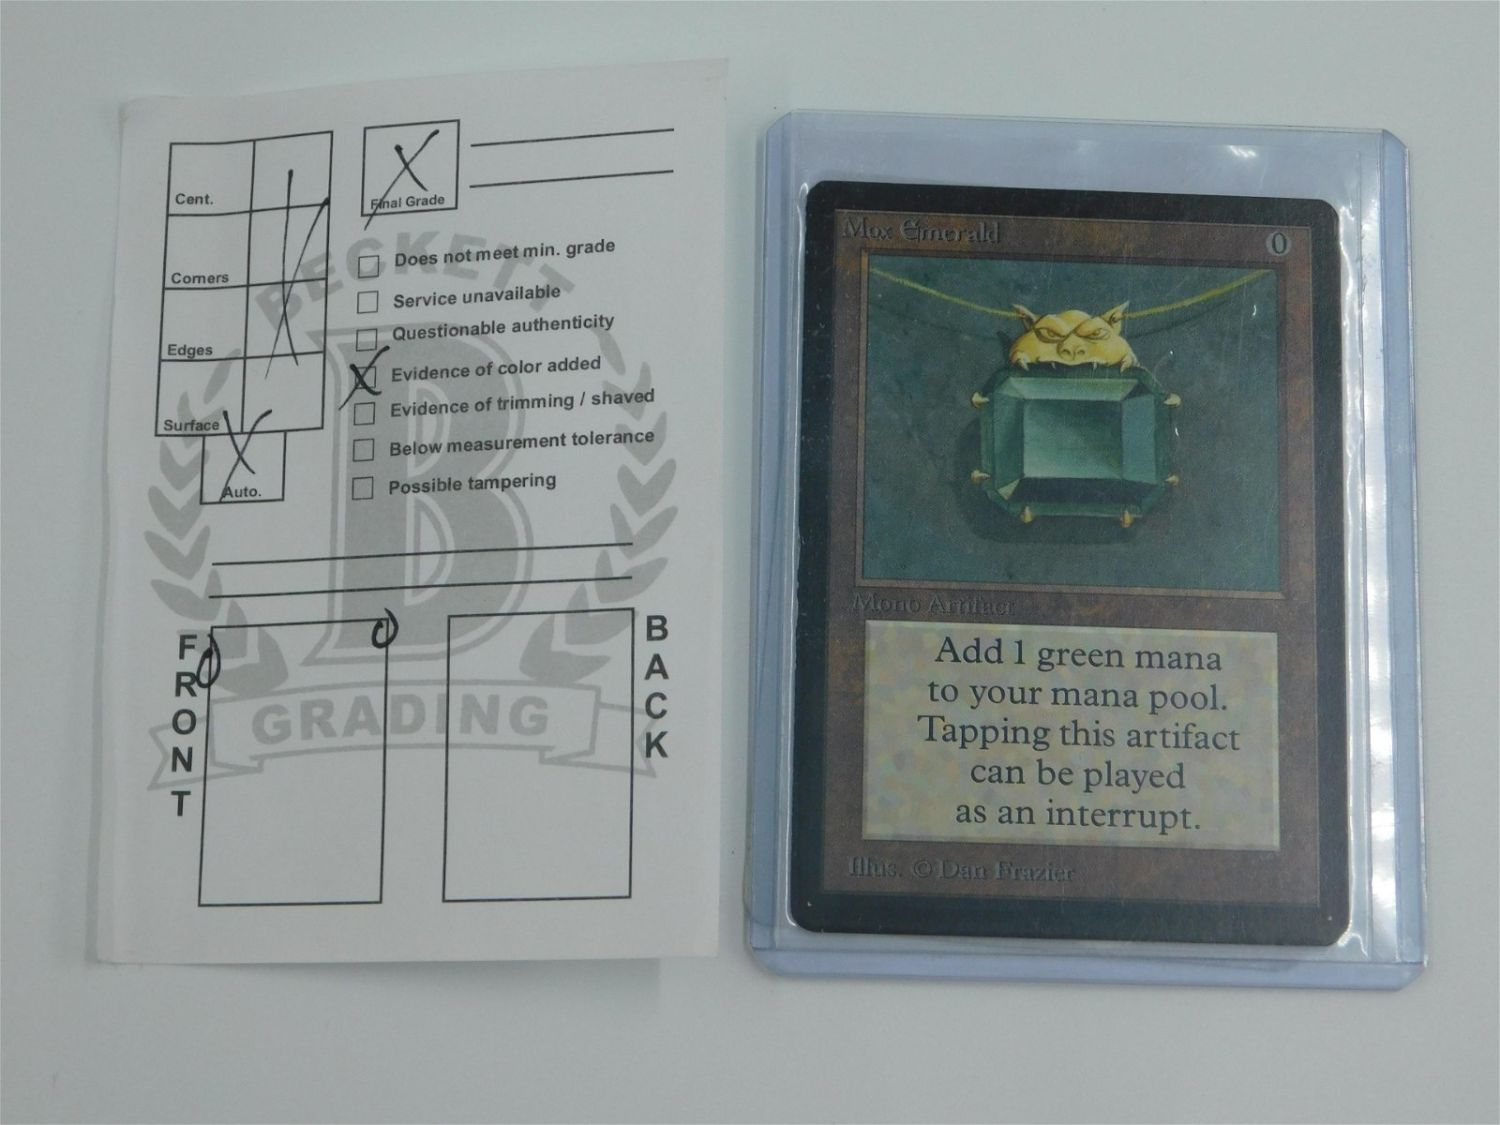 Cent.
Corners
Edges
Surface
Auto.
X
Final Grade
Does not meet min. grade
Service unavailable
Questionable authenticity
X Evidence of color added
Evidence of trimming / shaved
Below measurement tolerance
Possible tampering
BECKETT
B
GRADING
FRONT
BACK
Mox Emerald 0
Mono Artifact
Add 1 green mana
to your mana pool.
Tapping this artifact
can be played
as an interrupt.
Illus. © Dan Frazier